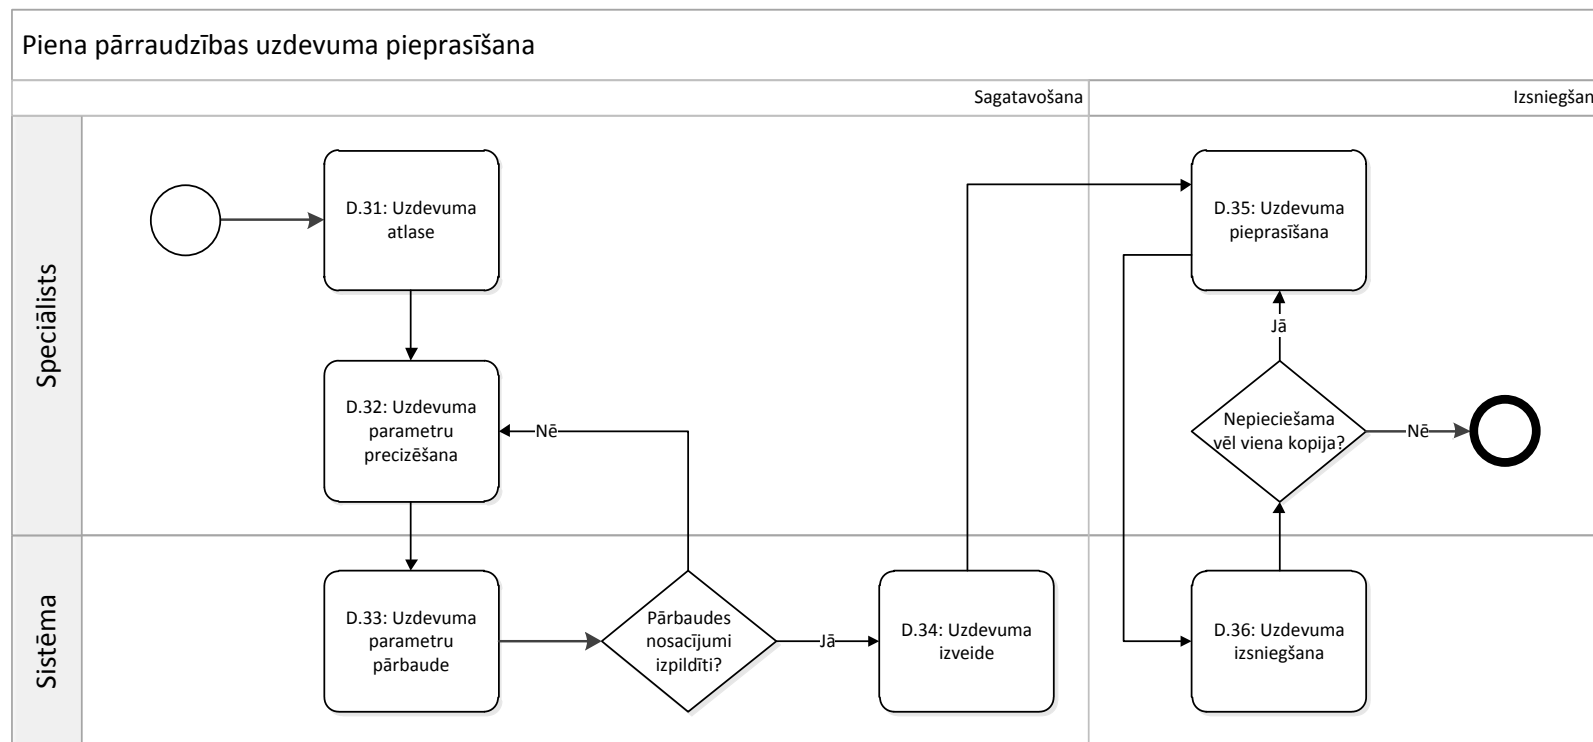 Piena pārraudzības uzdevuma pieprasīšana
Sagatavošana
Izsniegšan
Speciālists
D.31: Uzdevuma
atlase
D.35: Uzdevuma
pieprasīšana
Jā
D.32: Uzdevuma
parametru
precizēšana
Nē
Nepieciešama
vēl viena kopija?
Nē
Sistēma
D.33: Uzdevuma
parametru
pārbaude
Pārbaudes
nosacījumi
izpildīti?
Jā
D.34: Uzdevuma
izveide
D.36: Uzdevuma
izsniegšana